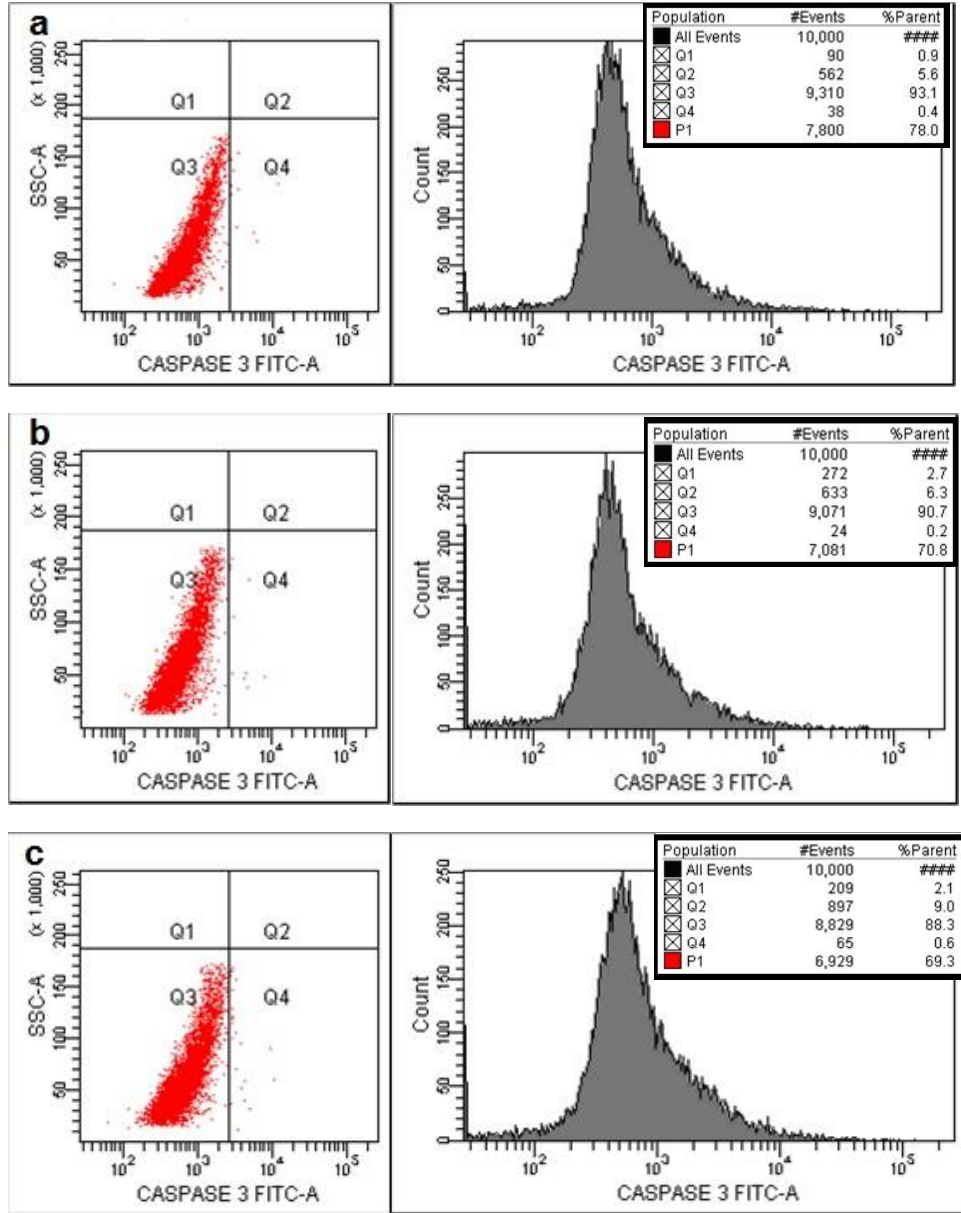 a
(x 1,000)
250
200
150
100
50
SSC-A
Q1 Q2
Q3 Q4
10² 10³ 10⁴ 10⁵
CASPASE 3 FITC-A
Count
250
200
150
100
50
0
10² 10³ 10⁴ 10⁵
CASPASE 3 FITC-A
Population #Events %Parent
All Events 10,000 ####
Q1 90 0.9
Q2 562 5.6
Q3 9,310 93.1
Q4 38 0.4
P1 7,800 78.0
b
(x 1,000)
250
200
150
100
50
SSC-A
Q1 Q2
Q3 Q4
10² 10³ 10⁴ 10⁵
CASPASE 3 FITC-A
Count
250
200
150
100
50
0
10² 10³ 10⁴ 10⁵
CASPASE 3 FITC-A
Population #Events %Parent
All Events 10,000 ####
Q1 272 2.7
Q2 633 6.3
Q3 9,071 90.7
Q4 24 0.2
P1 7,081 70.8
c
(x 1,000)
250
200
150
100
50
SSC-A
Q1 Q2
Q3 Q4
10² 10³ 10⁴ 10⁵
CASPASE 3 FITC-A
Count
250
200
150
100
50
0
10² 10³ 10⁴ 10⁵
CASPASE 3 FITC-A
Population #Events %Parent
All Events 10,000 ####
Q1 209 2.1
Q2 897 9.0
Q3 8,829 88.3
Q4 65 0.6
P1 6,929 69.3